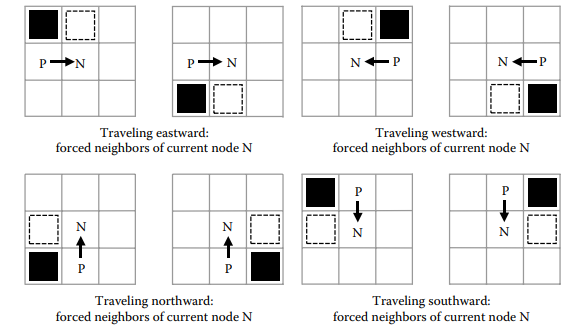 P N
P N
N P
N P
Traveling eastward:
forced neighbors of current node N
Traveling westward:
forced neighbors of current node N
N
P
N
P
P
N
P
N
Traveling northward:
forced neighbors of current node N
Traveling southward:
forced neighbors of current node N